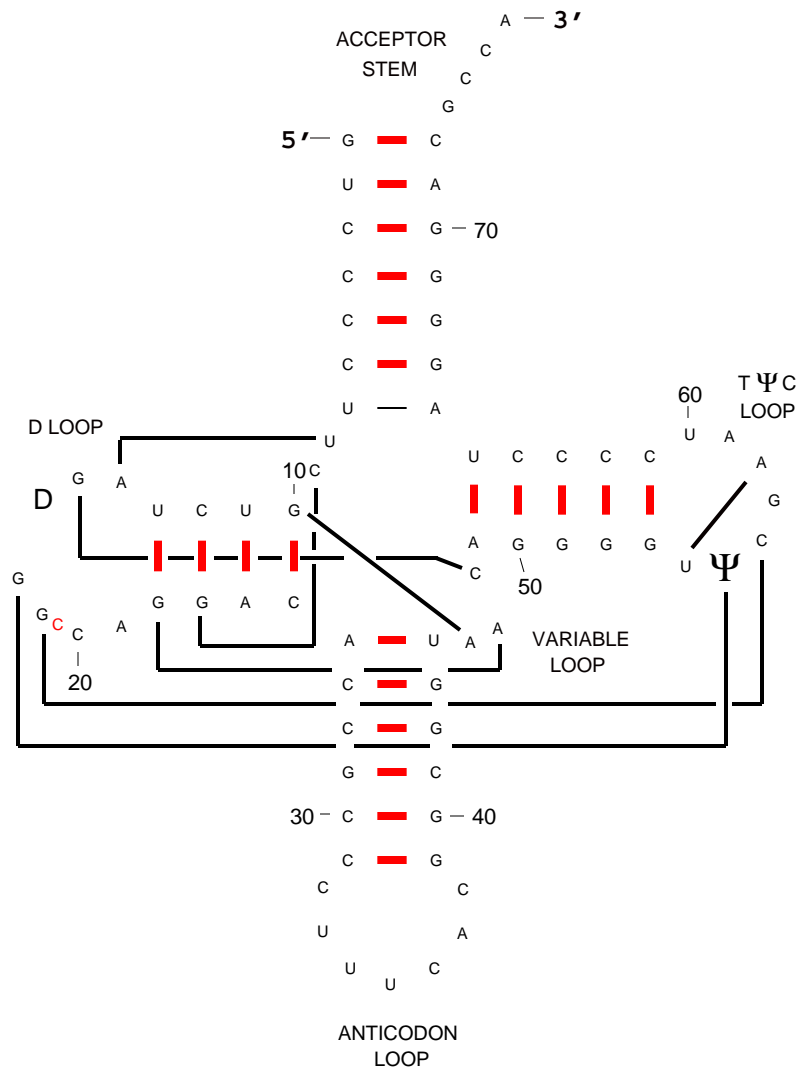 A — 3′
ACCEPTOR
STEM
C
C
G
5′ — G C
U A
C G — 70
C G
C G
C G
U A
60
T Ψ C
LOOP
D LOOP
U
U A
A
G
C
G A
D
10 C
U C U G
U C C C C
A G G G G
U Ψ
C
50
G
G C C A G G A C
20
A U A A
VARIABLE
LOOP
C G
C G
G C
30 — C G — 40
C G
C C
U A
U C
U
ANTICODON
LOOP